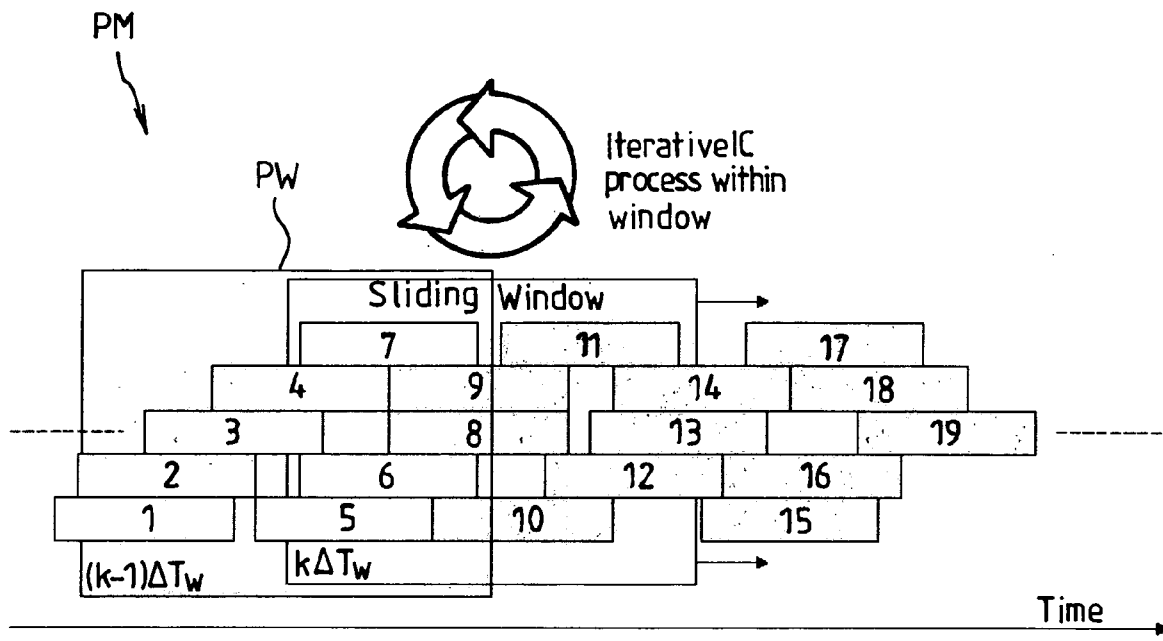 PM
PW
IterativeIC
process within
window
Sliding Window
7 11 17
4 9 14 18
3 8 13 19
2 6 12 16
1 5 10 15
(k-1)ΔTw
kΔTw
Time